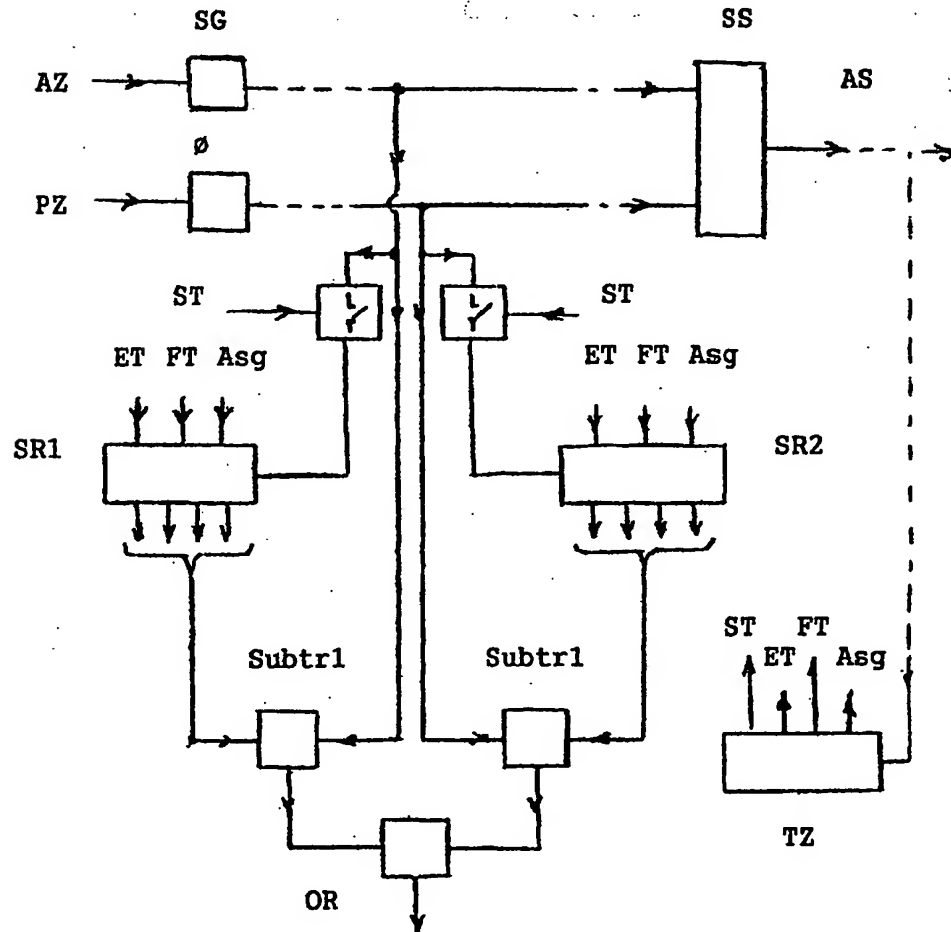 SG SS
AZ AS
ø
PZ
ST ST
ET FT Asg ET FT Asg
SR1 SR2
ST FT
Subtr1 Subtr1 ET Asg
TZ
OR